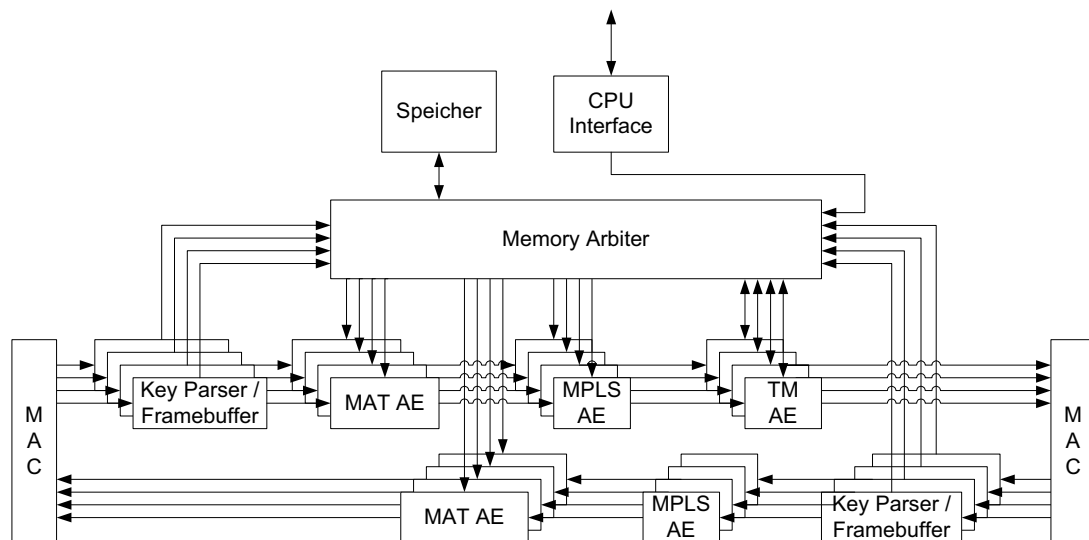 Speicher
CPU
Interface
Memory Arbiter
M
A
C
Key Parser /
Framebuffer
MAT AE
MPLS
AE
TM
AE
M
A
C
MAT AE
MPLS
AE
Key Parser /
Framebuffer